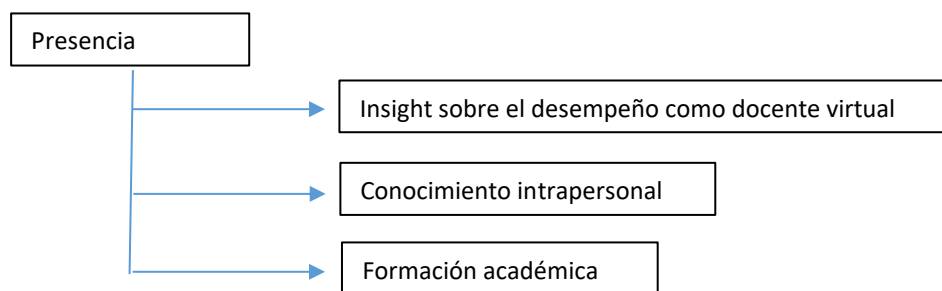 Presencia
Insight sobre el desempeño como docente virtual
Conocimiento intrapersonal
Formación académica